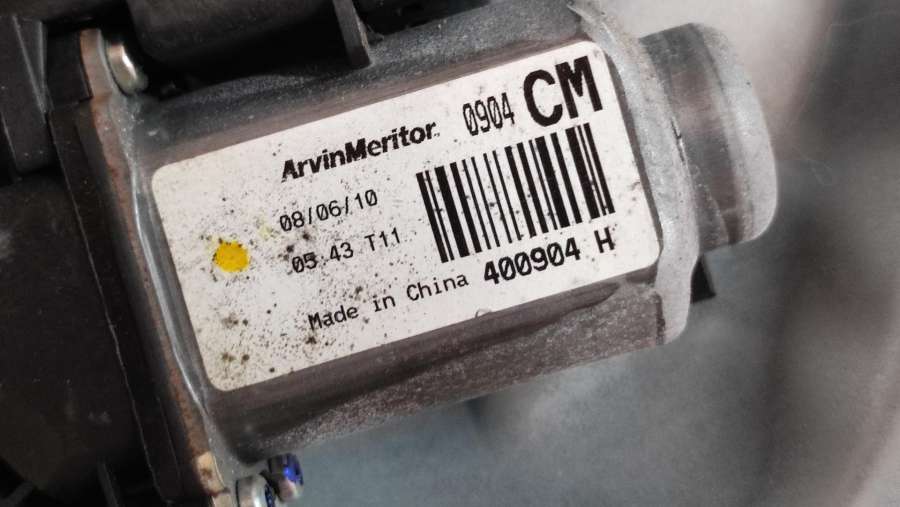 ArvinMeritor 0904 CM
08/06/10
05 43 T11
Made in China 400904 H